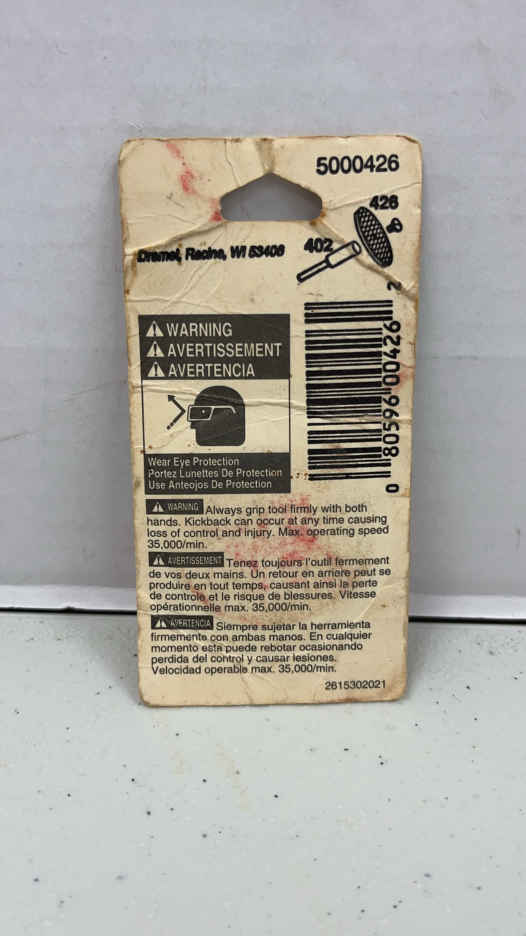 5000426
426
402
Dremel, Racine, WI 53406
WARNING
AVERTISSEMENT
AVERTENCIA
Wear Eye Protection
Portez Lunettes De Protection
Use Anteojos De Protection
0 80596 00426 2
WARNING Always grip tool firmly with both
hands. Kickback can occur at any time causing
loss of control and injury. Max. operating speed
35,000/min.
AVERTISSEMENT Tenez toujours l'outil fermement
de vos deux mains. Un retour en arriere peut se
produire en tout temps, causant ainsi la perte
de controle et le risque de blessures. Vitesse
opérationnelle max. 35,000/min.
AVERTENCIA Siempre sujetar la herramienta
firmemente con ambas manos. En cualquier
momento esta puede rebotar ocasionando
perdida del control y causar lesiones.
Velocidad operable max. 35,000/min.
2615302021